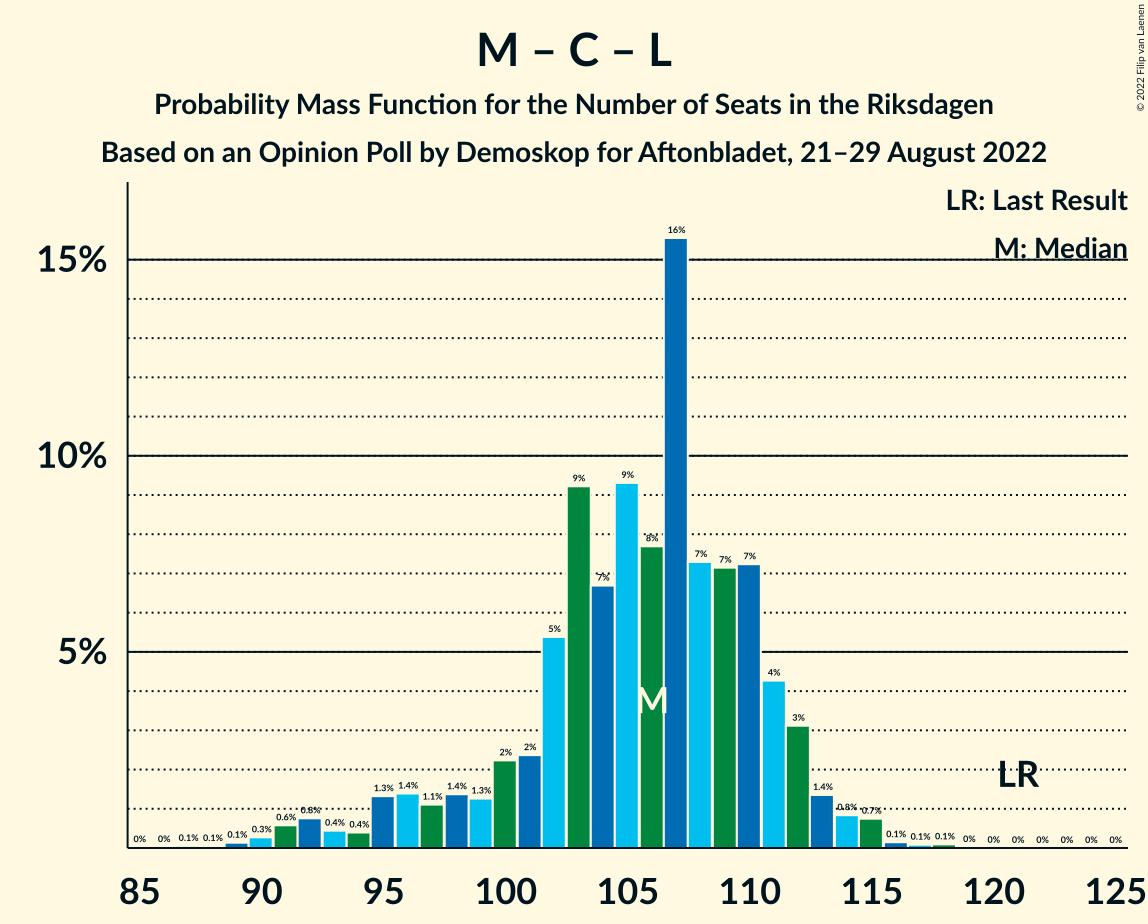 M – C – L
Probability Mass Function for the Number of Seats in the Riksdagen
Based on an Opinion Poll by Demoskop for Aftonbladet, 21–29 August 2022
© 2022 Filip van Laenen
LR: Last Result
M: Median
15%
10%
5%
0% 0% 0.1% 0.1% 0.1% 0.3% 0.6% 0.8% 0.4% 0.4% 1.3% 1.4% 1.1% 1.4% 1.3% 2% 2% 5% 9% 7% 9% 8% 16% 7% 7% 7% 4% 3% 1.4% 0.8% 0.7% 0.1% 0.1% 0.1% 0% 0% 0% 0% 0% 0% 0%
M
LR
85 90 95 100 105 110 115 120 125